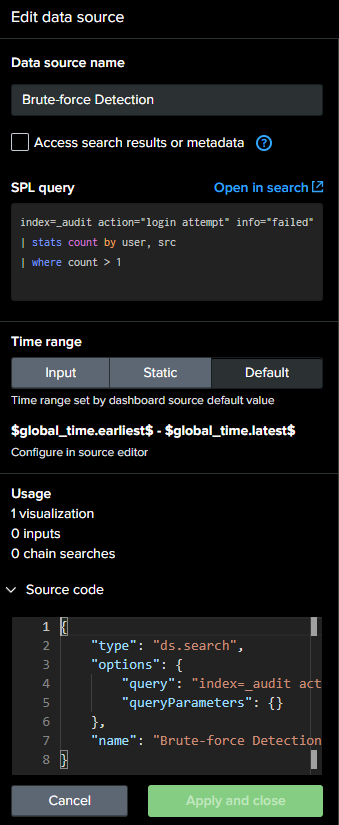 Edit data source
Data source name
Brute-force Detection
Access search results or metadata ?
SPL query Open in search
index=_audit action="login attempt" info="failed"
| stats count by user, src
| where count > 1
Time range
Input Static Default
Time range set by dashboard source default value
$global_time.earliest$ - $global_time.latest$
Configure in source editor
Usage
1 visualization
0 inputs
0 chain searches
Source code
1 {
2 "type": "ds.search",
3 "options": {
4 "query": "index=_audit act
5 "queryParameters": {}
6 },
7 "name": "Brute-force Detection
8 }
Cancel Apply and close